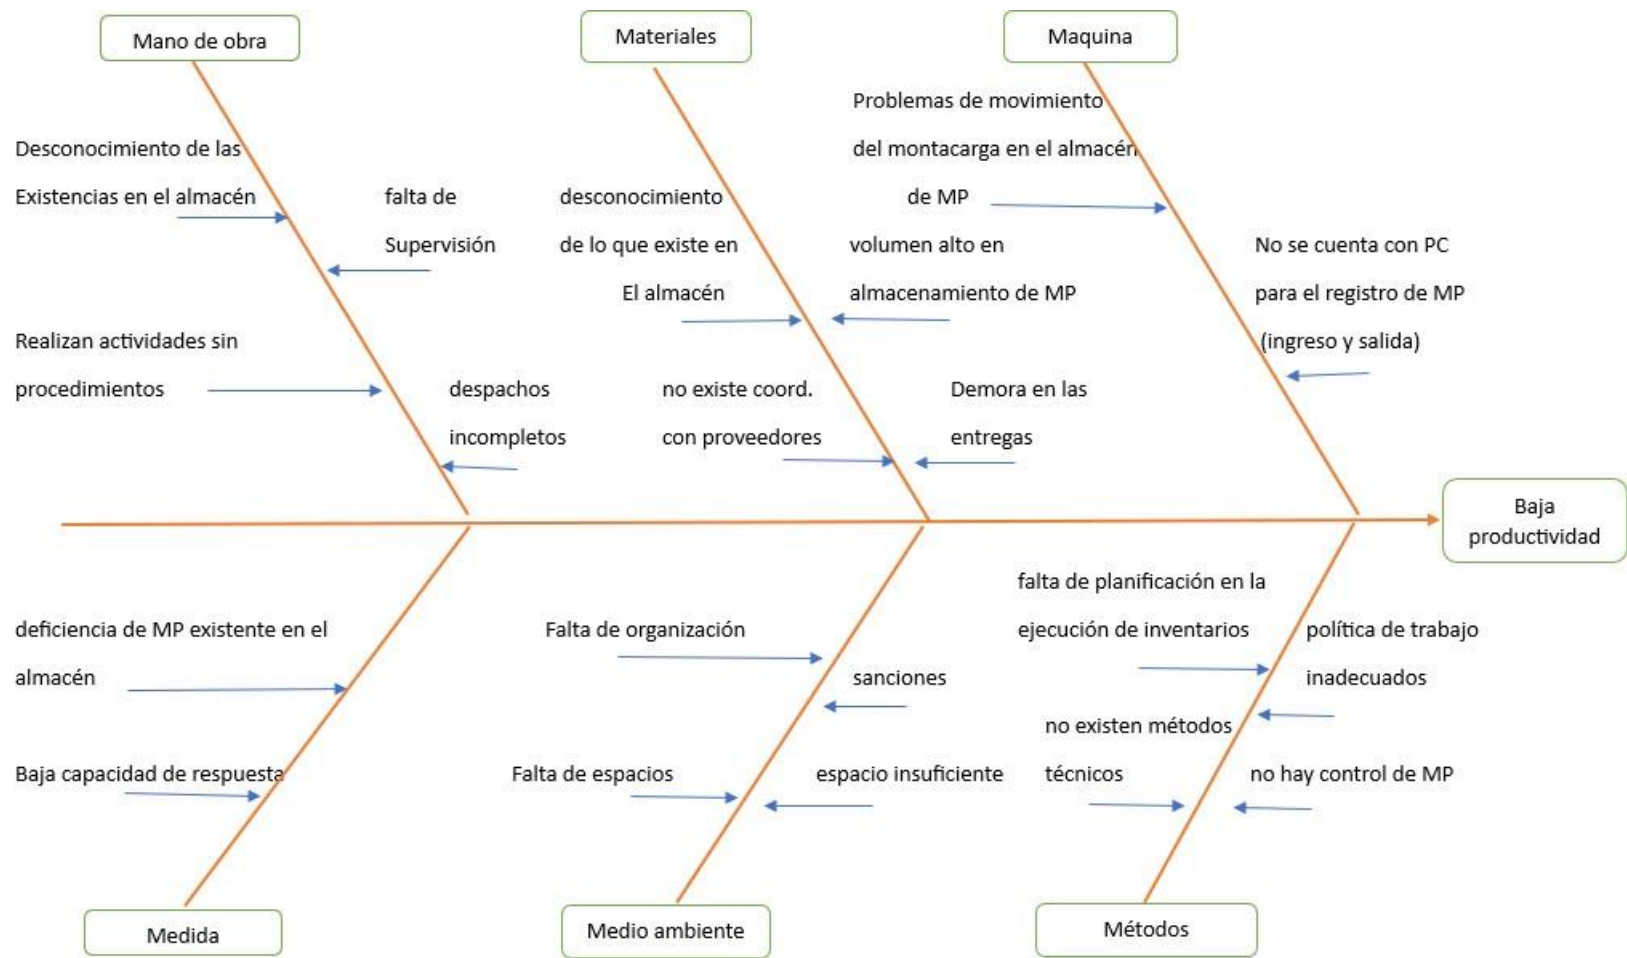 Mano de obra
Materiales
Maquina
Desconocimiento de las
Existencias en el almacén
falta de
Supervisión
Realizan actividades sin
procedimientos
despachos
incompletos
desconocimiento
de lo que existe en
El almacén
volumen alto en
almacenamiento de MP
no existe coord.
con proveedores
Demora en las
entregas
Problemas de movimiento
del montacarga en el almacén
de MP
No se cuenta con PC
para el registro de MP
(ingreso y salida)
Baja
productividad
deficiencia de MP existente en el
almacén
Baja capacidad de respuesta
Falta de organización
sanciones
Falta de espacios
espacio insuficiente
falta de planificación en la
ejecución de inventarios
política de trabajo
inadecuados
no existen métodos
técnicos
no hay control de MP
Medida
Medio ambiente
Métodos